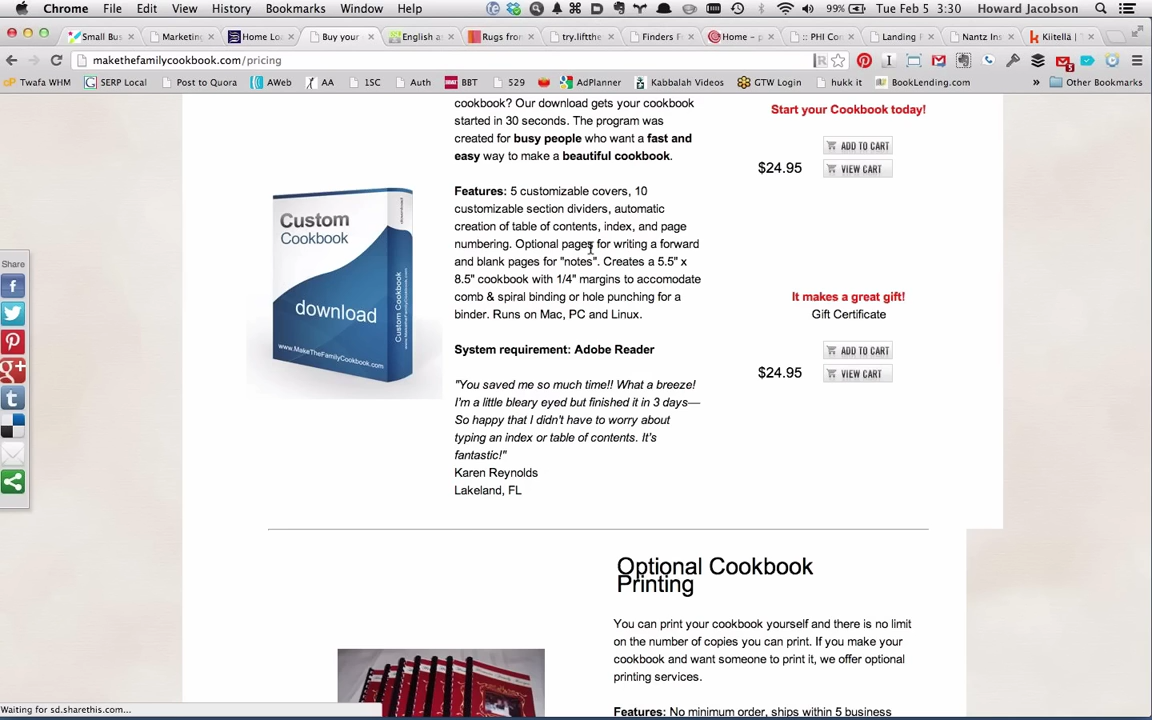 Chrome File Edit View History Bookmarks Window Help 99% Tue Feb 5 3:30 Howard Jacobson
Small Bus Marketing Home Loa Buy your English as Rugs from try.liftthe Finders F Home – p :: PHI Con Landing P Nantz Ins Kiitellä
makethefamilycookbook.com/pricing
Twafa WHM SERP Local Post to Quora AWeb AA 1SC Auth BBT 529 AdPlanner Kabbalah Videos GTW Login hukk it BookLending.com » Other Bookmarks
cookbook? Our download gets your cookbook
started in 30 seconds. The program was
created for busy people who want a fast and
easy way to make a beautiful cookbook.
Features: 5 customizable covers, 10
customizable section dividers, automatic
creation of table of contents, index, and page
numbering. Optional pages for writing a forward
and blank pages for "notes". Creates a 5.5" x
8.5" cookbook with 1/4" margins to accomodate
comb & spiral binding or hole punching for a
binder. Runs on Mac, PC and Linux.
System requirement: Adobe Reader
"You saved me so much time!! What a breeze!
I'm a little bleary eyed but finished it in 3 days—
So happy that I didn't have to worry about
typing an index or table of contents. It's
fantastic!"
Karen Reynolds
Lakeland, FL
Custom
Cookbook
download
www.MakeTheFamilyCookbook.com
Custom Cookbook
download
Start your Cookbook today!
ADD TO CART
$24.95 VIEW CART
It makes a great gift!
Gift Certificate
ADD TO CART
$24.95 VIEW CART
Optional Cookbook
Printing
You can print your cookbook yourself and there is no limit
on the number of copies you can print. If you make your
cookbook and want someone to print it, we offer optional
printing services.
Features: No minimum order, ships within 5 business
Waiting for sd.sharethis.com...